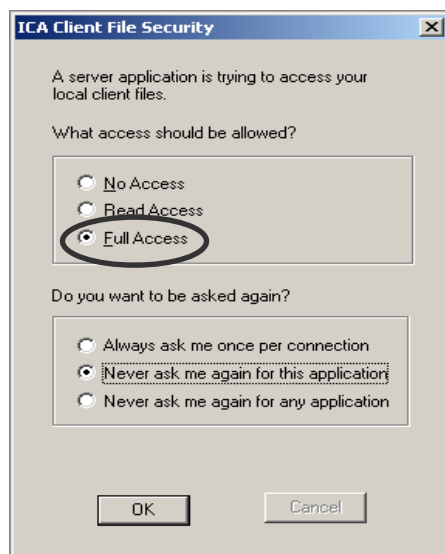 ICA Client File Security
A server application is trying to access your
local client files.
What access should be allowed?
No Access
Read Access
Full Access
Do you want to be asked again?
Always ask me once per connection
Never ask me again for this application
Never ask me again for any application
OK
Cancel